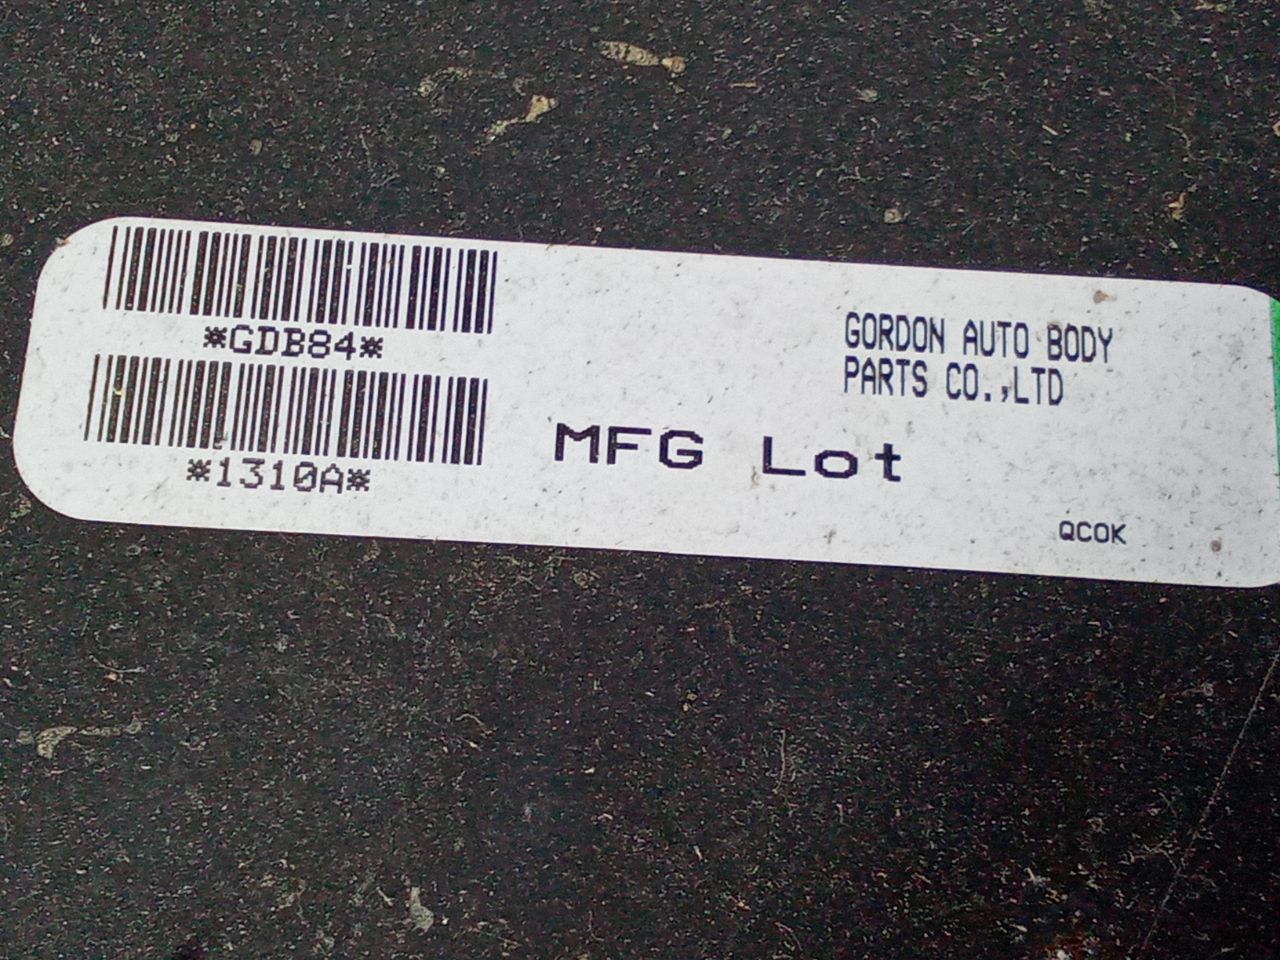 *GDB84*
*1310A*
GORDON AUTO BODY
PARTS CO.,LTD
MFG Lot
QCOK